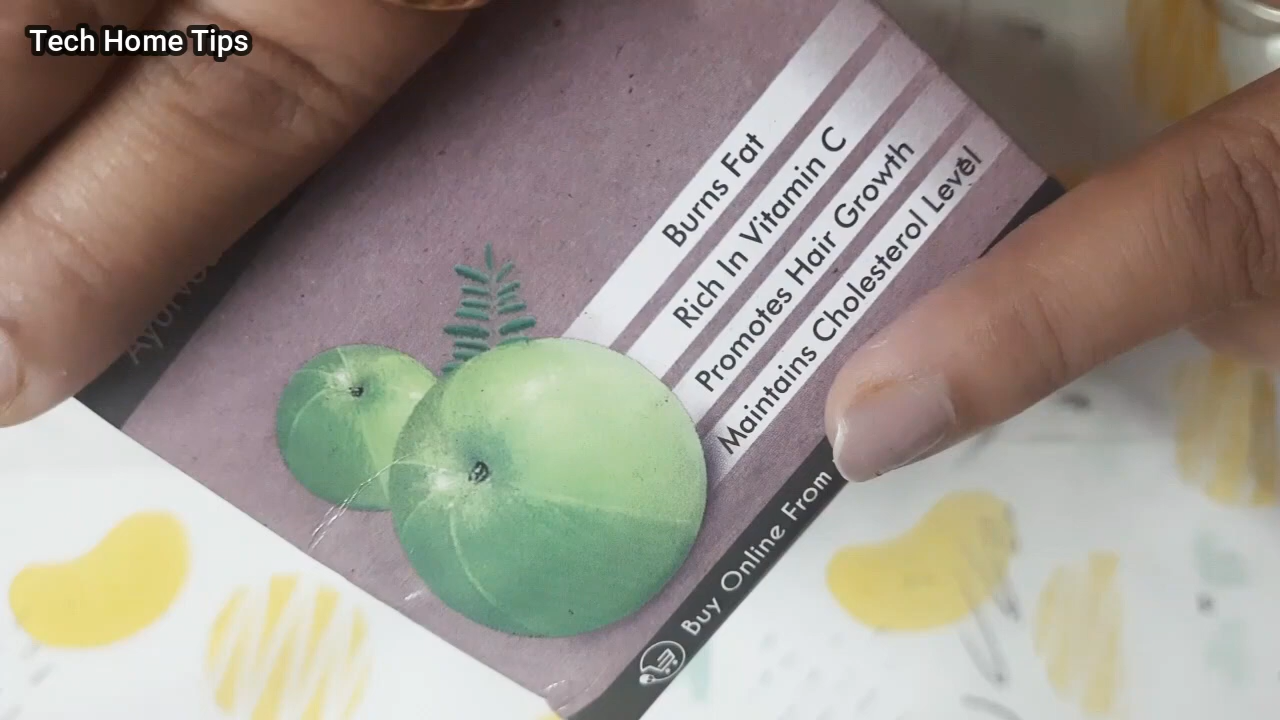 Tech Home Tips
Burns Fat
Rich In Vitamin C
Promotes Hair Growth
Maintains Cholesterol Level
Buy Online From